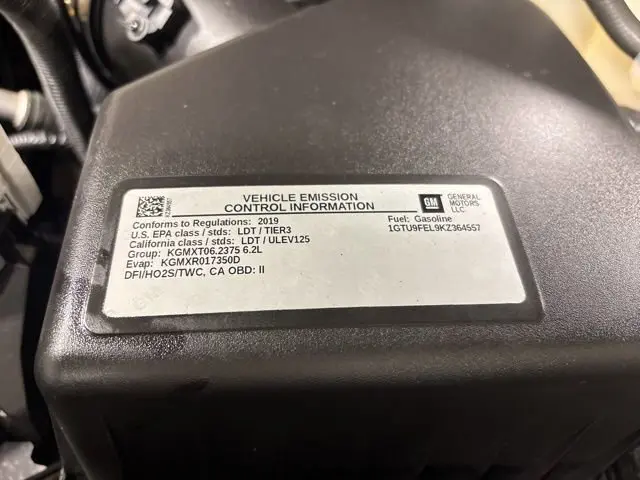 VEHICLE EMISSION
CONTROL INFORMATION
GM
GENERAL
MOTORS
LLC
Conforms to Regulations: 2019
U.S. EPA class / stds: LDT / TIER3
California class / stds: LDT / ULEV125
Group: KGMXT06.2375 6.2L
Evap: KGMXR017350D
DFI/HO2S/TWC, CA OBD: II
Fuel: Gasoline
1GTU9FEL9KZ364557